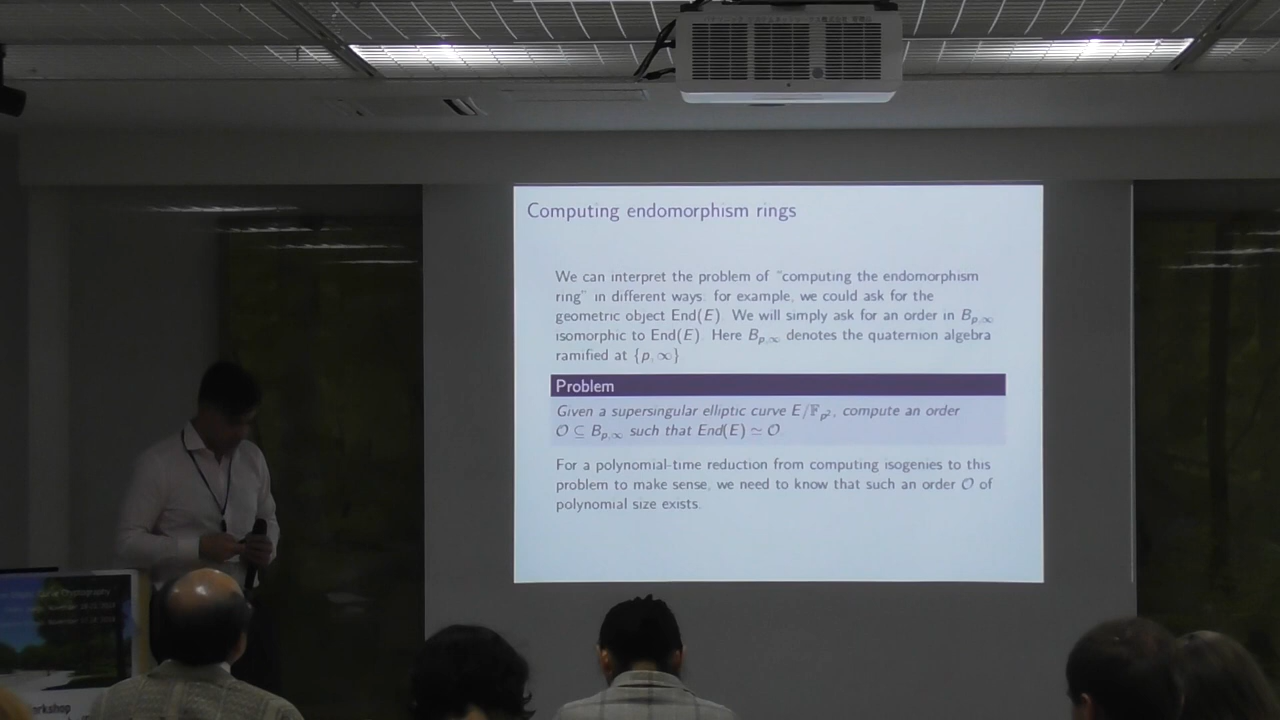 Computing endomorphism rings
We can interpret the problem of "computing the endomorphism
ring" in different ways: for example, we could ask for the
geometric object End(E). We will simply ask for an order in B_{p,∞}
isomorphic to End(E). Here B_{p,∞} denotes the quaternion algebra
ramified at {p, ∞}.
Problem
Given a supersingular elliptic curve E/𝔽_{p²}, compute an order
𝒪 ⊆ B_{p,∞} such that End(E) ≃ 𝒪.
For a polynomial-time reduction from computing isogenies to this
problem to make sense, we need to know that such an order 𝒪 of
polynomial size exists.
Cryptography